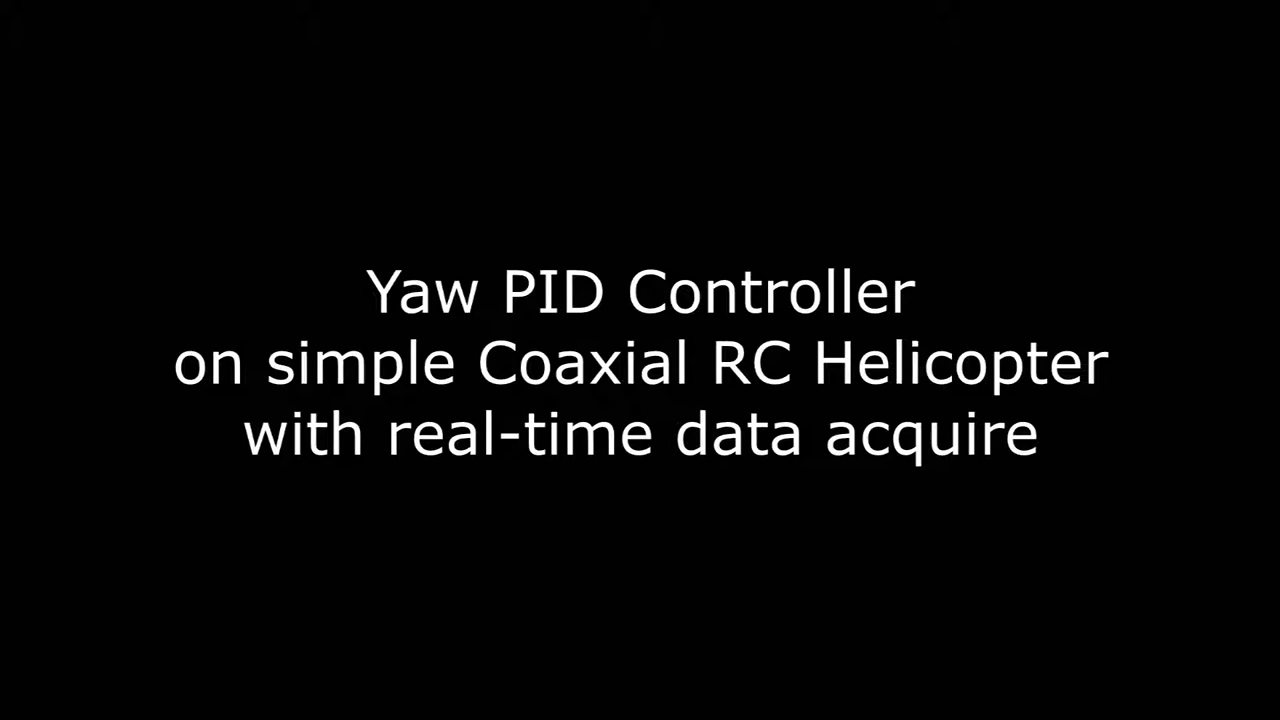 Yaw PID Controller
on simple Coaxial RC Helicopter
with real-time data acquire